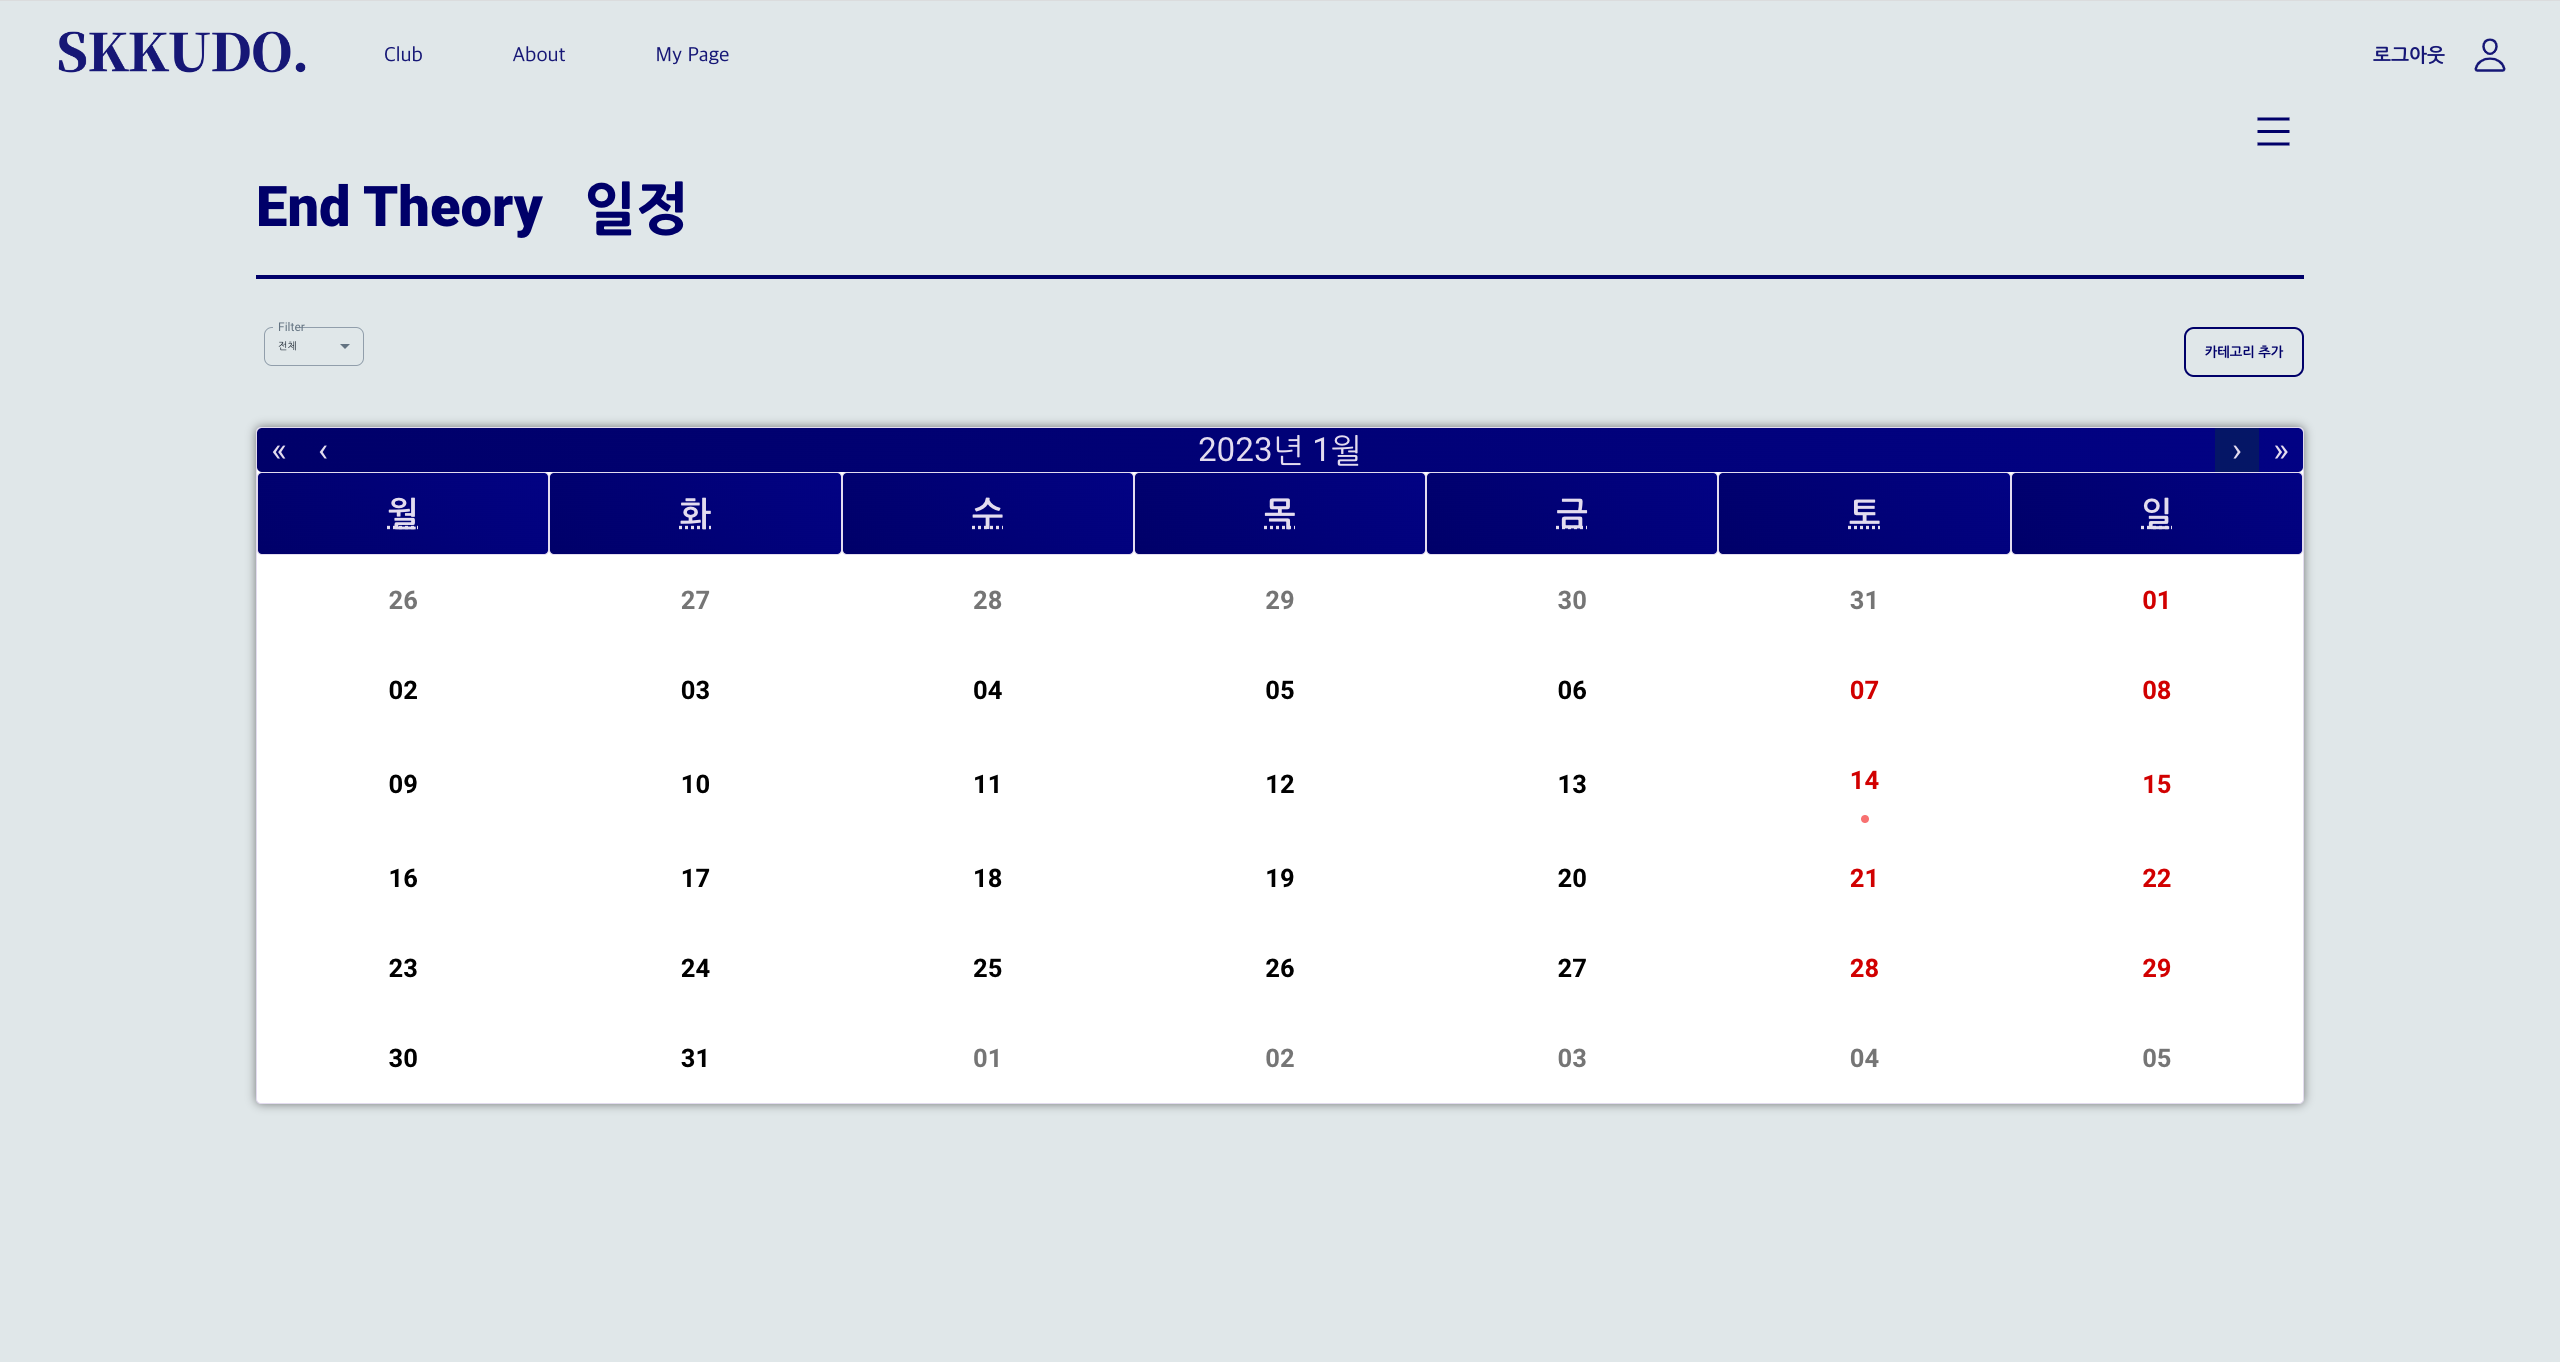 SKKUDO. Club About My Page 로그아웃
End Theory 일정
Filter
전체
카테고리 추가
« ‹ 2023년 1월 › »
월 화 수 목 금 토 일
26 27 28 29 30 31 01
02 03 04 05 06 07 08
09 10 11 12 13 14 15
16 17 18 19 20 21 22
23 24 25 26 27 28 29
30 31 01 02 03 04 05